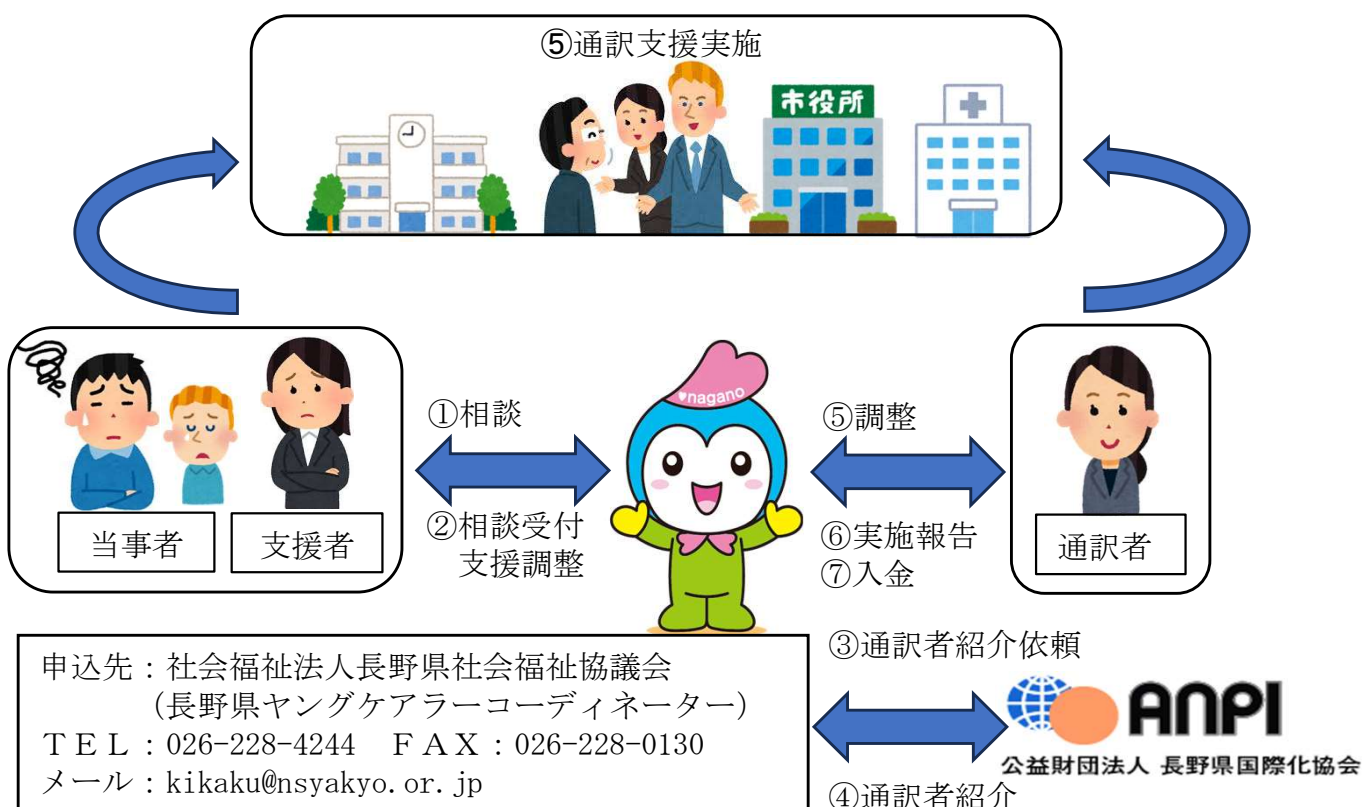 ⑤通訳支援実施
市役所
♥nagano
①相談
②相談受付
支援調整
⑤調整
⑥実施報告
⑦入金
当事者
支援者
通訳者
申込先：社会福祉法人長野県社会福祉協議会
（長野県ヤングケアラーコーディネーター）
ＴＥＬ：026-228-4244　ＦＡＸ：026-228-0130
メール：kikaku@nsyakyo.or.jp
③通訳者紹介依頼
ANPI
公益財団法人 長野県国際化協会
④通訳者紹介